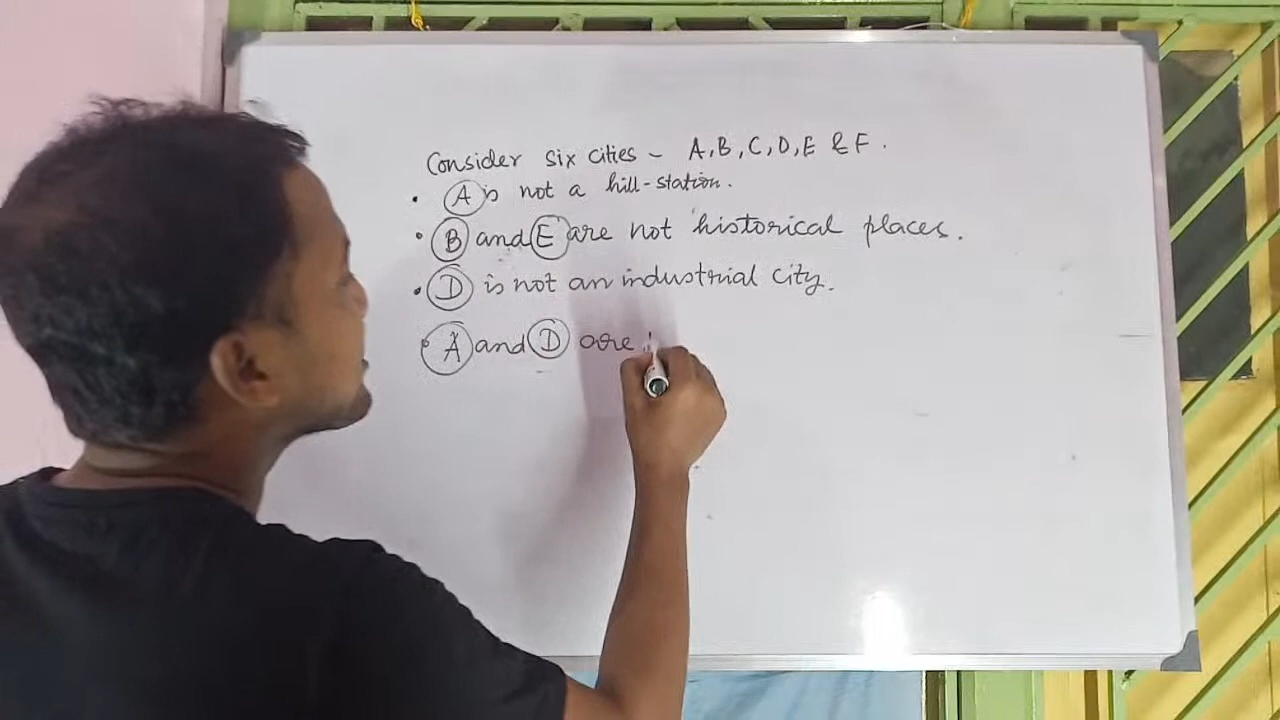 Consider six cities - A, B, C, D, E & F.
• A is not a hill-station.
• B and E are not historical places.
• D is not an industrial city.
• A and D are